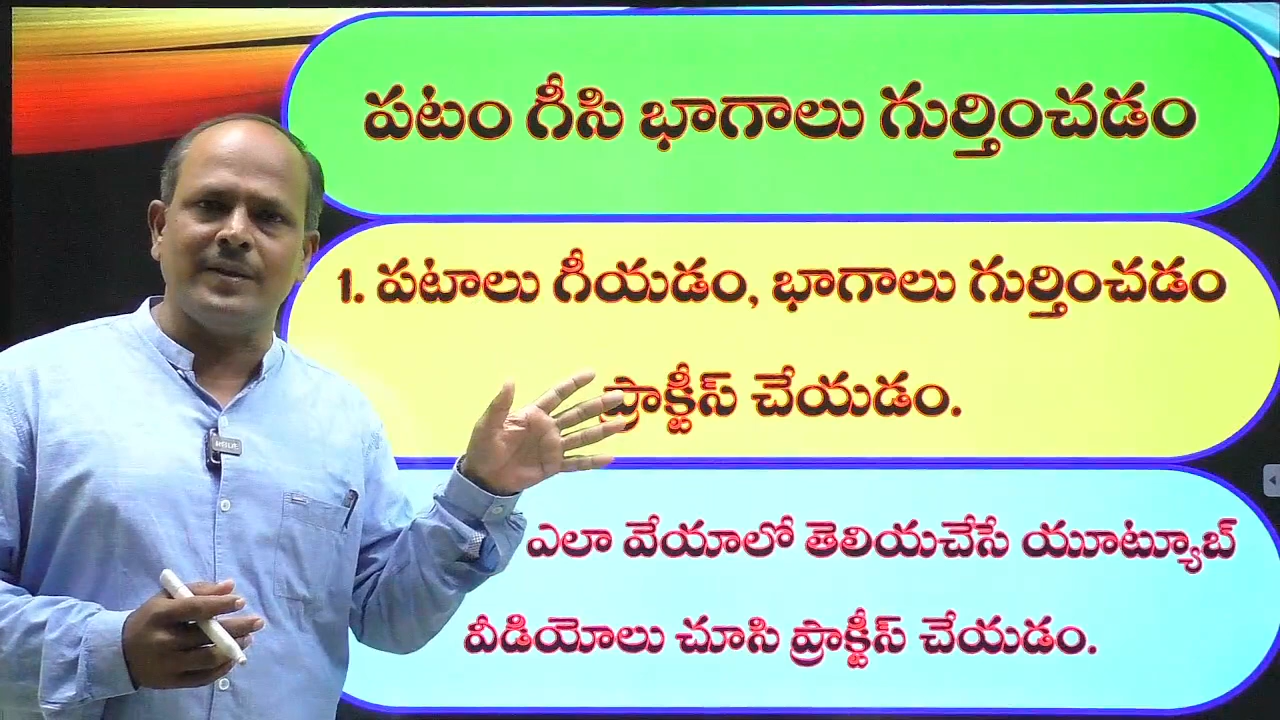 పటం గీసి భాగాలు గుర్తించడం
1. పటాలు గీయడం, భాగాలు గుర్తించడం
ప్రాక్టీస్ చేయడం.
ఎలా వేయాలో తెలియచేసే యూట్యూబ్
వీడియోలు చూసి ప్రాక్టీస్ చేయడం.